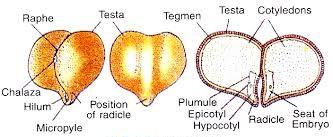 Raphe
Testa
Tegmen
Testa
Cotyledons
Chalaza
Hilum
Position
of radicle
Micropyle
Plumule
Epicotyl
Hypocotyl
Radicle
Seat of
Embryo